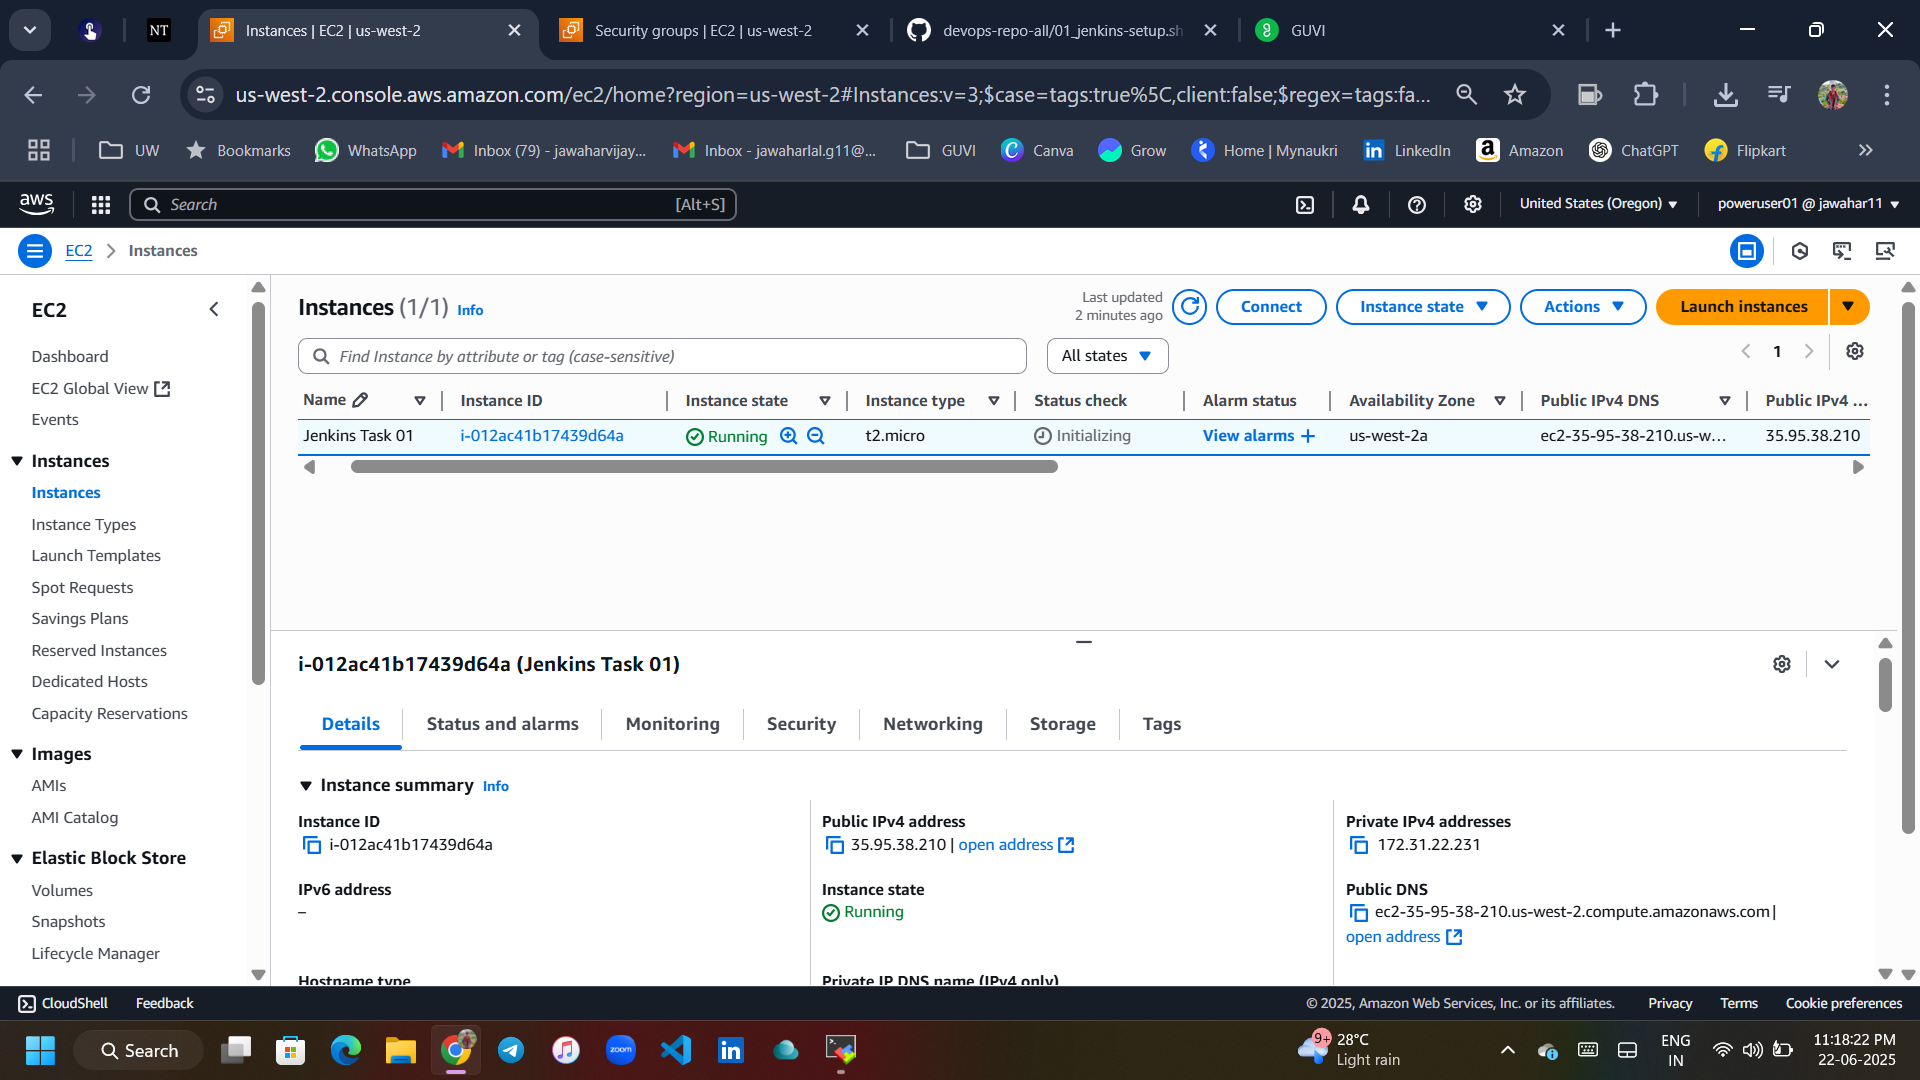 NT
Instances | EC2 | us-west-2
Security groups | EC2 | us-west-2
devops-repo-all/01_jenkins-setup.sh
GUVI
us-west-2.console.aws.amazon.com/ec2/home?region=us-west-2#Instances:v=3;$case=tags:true%5C,client:false;$regex=tags:fa...
UW
Bookmarks
WhatsApp
Inbox (79) - jawaharvijay...
Inbox - jawaharlal.g11@...
GUVI
Canva
Grow
Home | Mynaukri
LinkedIn
Amazon
ChatGPT
Flipkart
aws
Search
[Alt+S]
United States (Oregon)
poweruser01 @ jawahar11
EC2
Instances
EC2
Dashboard
EC2 Global View
Events
Instances
Instances
Instance Types
Launch Templates
Spot Requests
Savings Plans
Reserved Instances
Dedicated Hosts
Capacity Reservations
Images
AMIs
AMI Catalog
Elastic Block Store
Volumes
Snapshots
Lifecycle Manager
Instances (1/1) Info
Last updated
2 minutes ago
Connect
Instance state
Actions
Launch instances
Find Instance by attribute or tag (case-sensitive)
All states
1
Name
Instance ID
Instance state
Instance type
Status check
Alarm status
Availability Zone
Public IPv4 DNS
Public IPv4 ...
Jenkins Task 01
i-012ac41b17439d64a
Running
t2.micro
Initializing
View alarms
us-west-2a
ec2-35-95-38-210.us-w...
35.95.38.210
i-012ac41b17439d64a (Jenkins Task 01)
Details
Status and alarms
Monitoring
Security
Networking
Storage
Tags
Instance summary Info
Instance ID
i-012ac41b17439d64a
Public IPv4 address
35.95.38.210 | open address
Private IPv4 addresses
172.31.22.231
IPv6 address
–
Instance state
Running
Public DNS
ec2-35-95-38-210.us-west-2.compute.amazonaws.com |
open address
Hostname type
Private IP DNS name (IPv4 only)
CloudShell
Feedback
© 2025, Amazon Web Services, Inc. or its affiliates.
Privacy
Terms
Cookie preferences
Search
zoom
9+
28°C
Light rain
ENG
IN
11:18:22 PM
22-06-2025